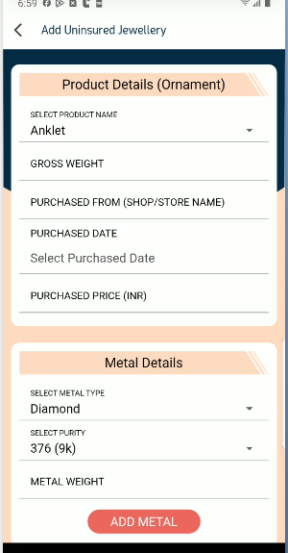 6:59
Add Uninsured Jewellery
Product Details (Ornament)
SELECT PRODUCT NAME
Anklet
GROSS WEIGHT
PURCHASED FROM (SHOP/STORE NAME)
PURCHASED DATE
Select Purchased Date
PURCHASED PRICE (INR)
Metal Details
SELECT METAL TYPE
Diamond
SELECT PURITY
376 (9k)
METAL WEIGHT
ADD METAL